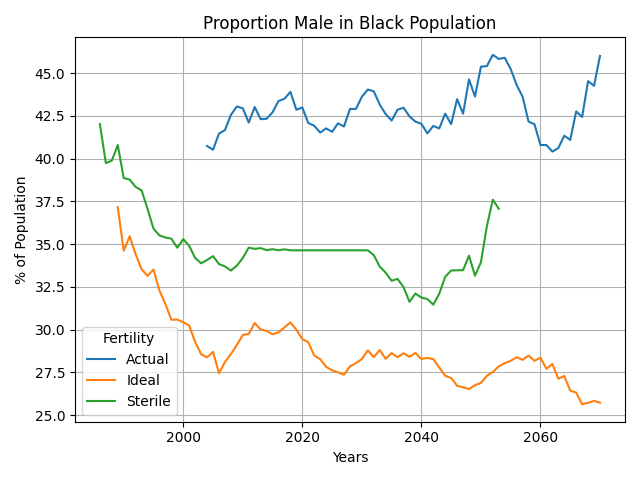 Proportion Male in Black Population
% of Population
45.0
42.5
40.0
37.5
35.0
32.5
30.0
27.5
25.0
Fertility
Actual
Ideal
Sterile
2000
2020
2040
2060
Years